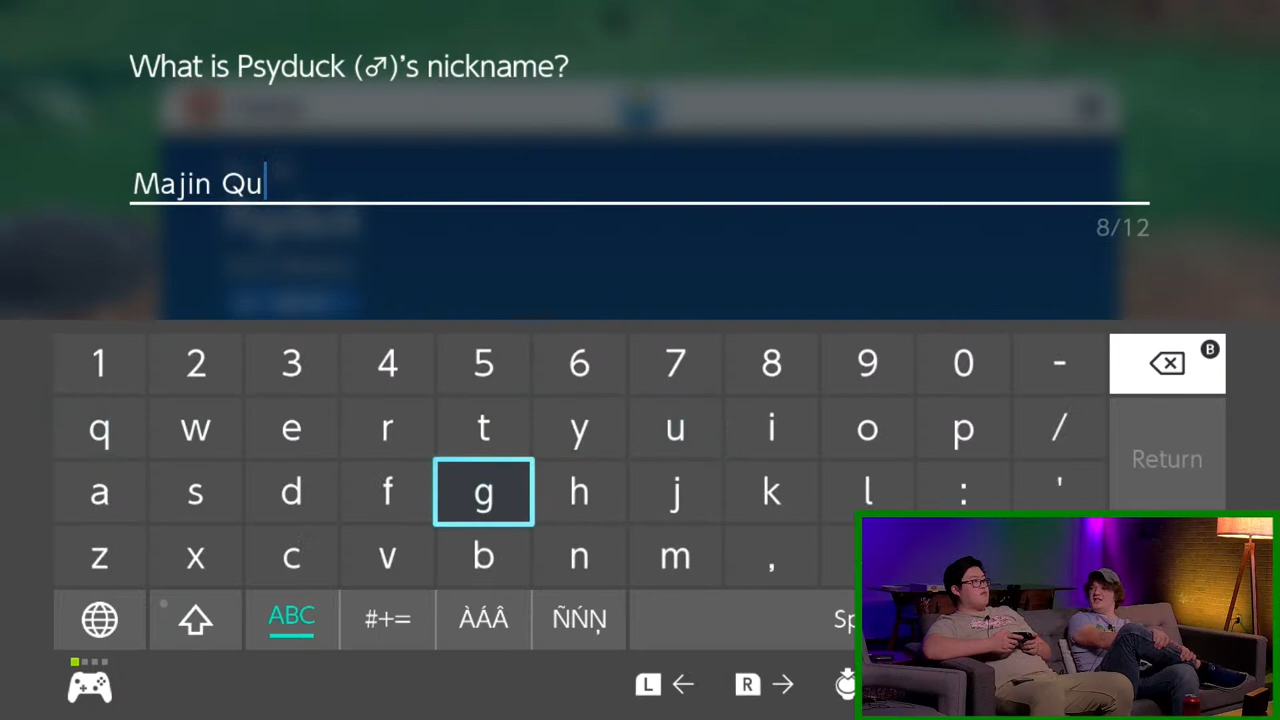 What is Psyduck (♂)'s nickname?
Majin Qu
8/12
1 2 3 4 5 6 7 8 9 0 -
B
q w e r t y u i o p /
Return
a s d f g h j k l : '
z x c v b n m ,
ABC #+= ÀÁÂ ÑŃŅ Sp
L ← R →